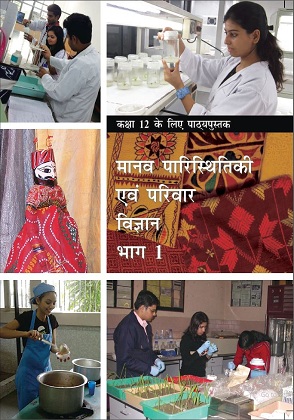 कक्षा 12 के लिए पाठ्यपुस्तक
मानव पारिस्थितिकी
एवं परिवार
विज्ञान
भाग 1